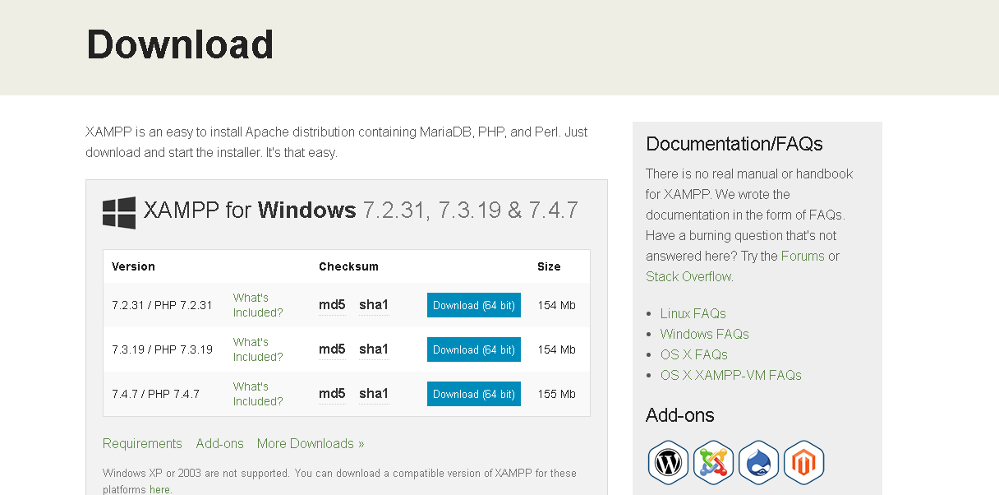 Download
XAMPP is an easy to install Apache distribution containing MariaDB, PHP, and Perl. Just
download and start the installer. It's that easy.
XAMPP for Windows 7.2.31, 7.3.19 & 7.4.7
Version Checksum Size
7.2.31 / PHP 7.2.31 What's Included? md5 sha1 Download (64 bit) 154 Mb
7.3.19 / PHP 7.3.19 What's Included? md5 sha1 Download (64 bit) 154 Mb
7.4.7 / PHP 7.4.7 What's Included? md5 sha1 Download (64 bit) 155 Mb
Requirements Add-ons More Downloads »
Windows XP or 2003 are not supported. You can download a compatible version of XAMPP for these
platforms here.
Documentation/FAQs
There is no real manual or handbook
for XAMPP. We wrote the
documentation in the form of FAQs.
Have a burning question that's not
answered here? Try the Forums or
Stack Overflow.
• Linux FAQs
• Windows FAQs
• OS X FAQs
• OS X XAMPP-VM FAQs
Add-ons